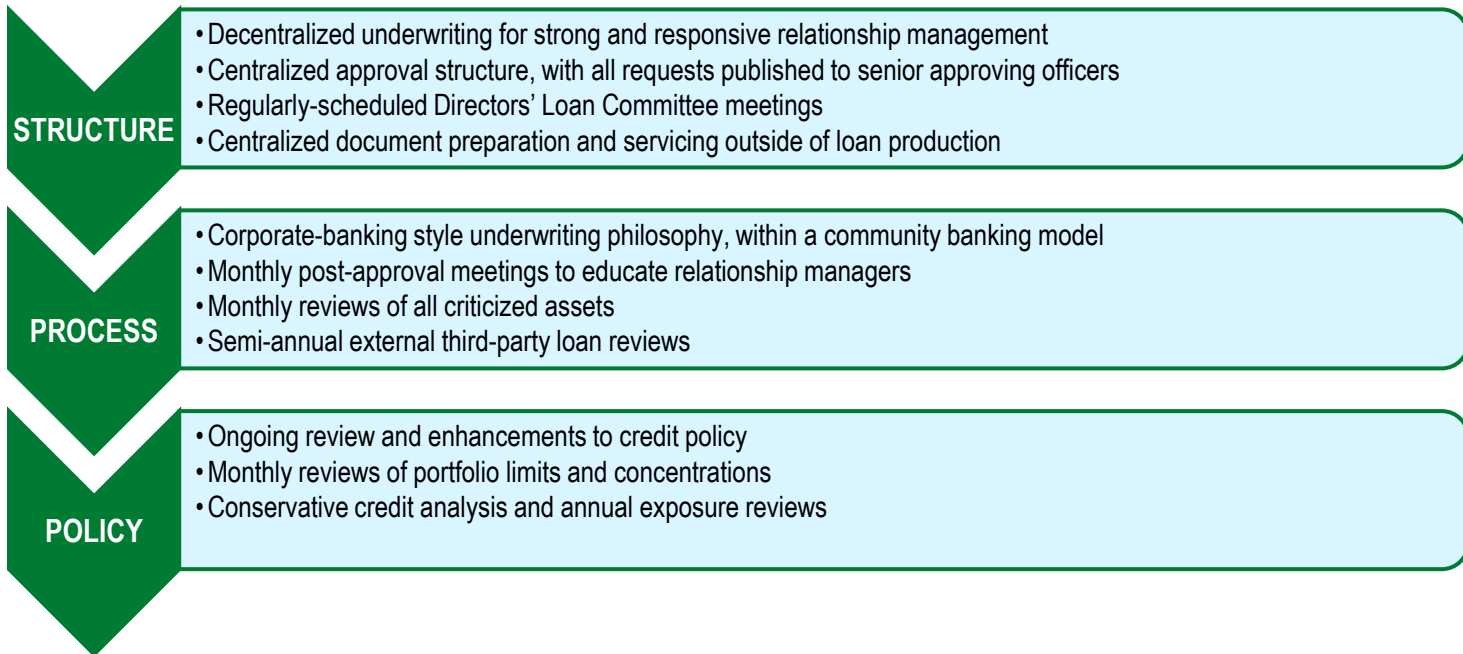 STRUCTURE
• Decentralized underwriting for strong and responsive relationship management
• Centralized approval structure, with all requests published to senior approving officers
• Regularly-scheduled Directors’ Loan Committee meetings
• Centralized document preparation and servicing outside of loan production
PROCESS
• Corporate-banking style underwriting philosophy, within a community banking model
• Monthly post-approval meetings to educate relationship managers
• Monthly reviews of all criticized assets
• Semi-annual external third-party loan reviews
POLICY
• Ongoing review and enhancements to credit policy
• Monthly reviews of portfolio limits and concentrations
• Conservative credit analysis and annual exposure reviews